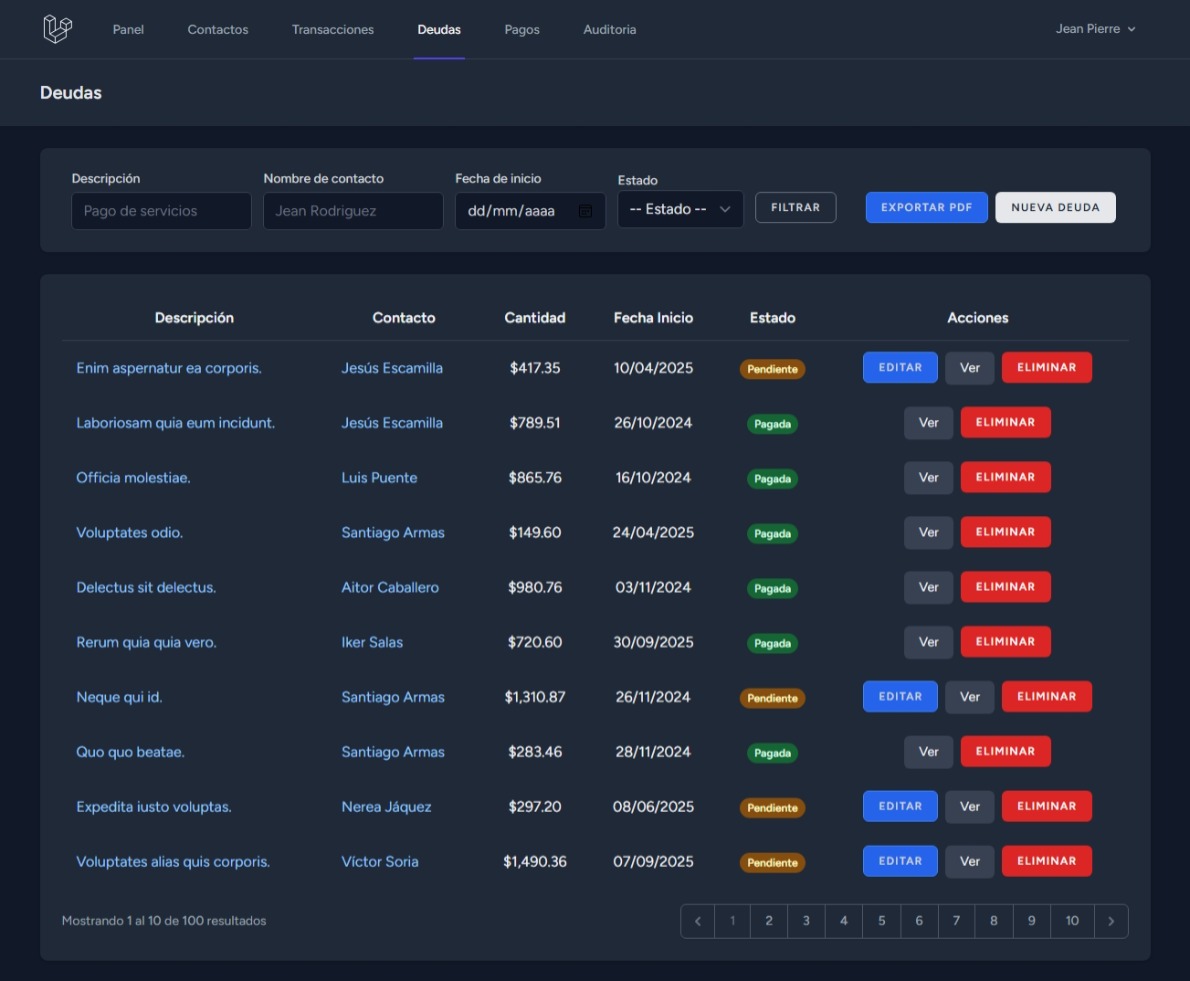 Panel Contactos Transacciones Deudas Pagos Auditoria Jean Pierre
Deudas
Descripción Nombre de contacto Fecha de inicio Estado
Pago de servicios Jean Rodriguez dd/mm/aaaa -- Estado -- FILTRAR EXPORTAR PDF NUEVA DEUDA
Descripción Contacto Cantidad Fecha Inicio Estado Acciones
Enim aspernatur ea corporis. Jesús Escamilla $417.35 10/04/2025 Pendiente EDITAR Ver ELIMINAR
Laboriosam quia eum incidunt. Jesús Escamilla $789.51 26/10/2024 Pagada Ver ELIMINAR
Officia molestiae. Luis Puente $865.76 16/10/2024 Pagada Ver ELIMINAR
Voluptates odio. Santiago Armas $149.60 24/04/2025 Pagada Ver ELIMINAR
Delectus sit delectus. Aitor Caballero $980.76 03/11/2024 Pagada Ver ELIMINAR
Rerum quia quia vero. Iker Salas $720.60 30/09/2025 Pagada Ver ELIMINAR
Neque qui id. Santiago Armas $1,310.87 26/11/2024 Pendiente EDITAR Ver ELIMINAR
Quo quo beatae. Santiago Armas $283.46 28/11/2024 Pagada Ver ELIMINAR
Expedita iusto voluptas. Nerea Jáquez $297.20 08/06/2025 Pendiente EDITAR Ver ELIMINAR
Voluptates alias quis corporis. Víctor Soria $1,490.36 07/09/2025 Pendiente EDITAR Ver ELIMINAR
Mostrando 1 al 10 de 100 resultados 1 2 3 4 5 6 7 8 9 10